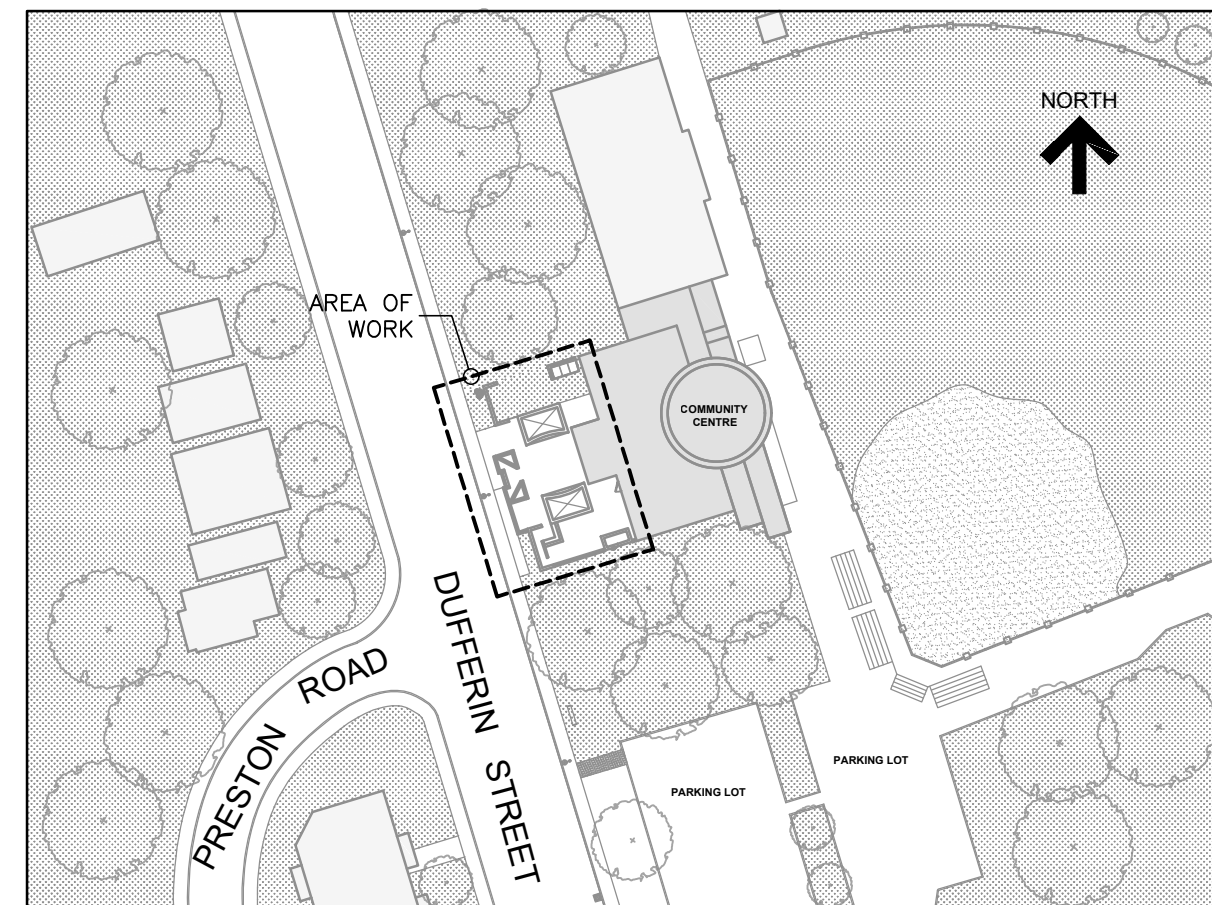 NORTH
AREA OF
WORK
COMMUNITY
CENTRE
PRESTON ROAD
DUFFERIN STREET
PARKING LOT
PARKING LOT